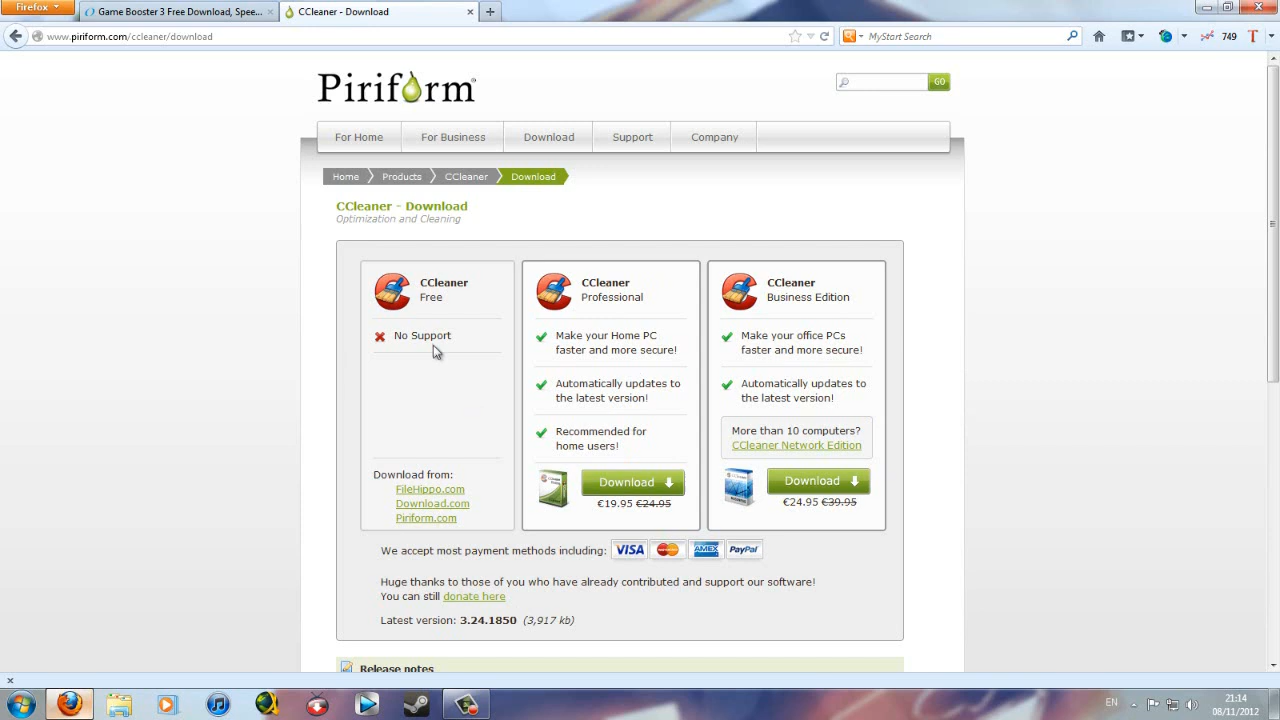 Firefox
Game Booster 3 Free Download, Spee...
CCleaner - Download
www.piriform.com/ccleaner/download
MyStart Search
749
T
Piriform
GO
For Home
For Business
Download
Support
Company
Home
Products
CCleaner
Download
CCleaner - Download
Optimization and Cleaning
CCleaner
Free
No Support
Download from:
FileHippo.com
Download.com
Piriform.com
CCleaner
Professional
Make your Home PC
faster and more secure!
Automatically updates to
the latest version!
Recommended for
home users!
Download
€19.95 €24.95
CCleaner
Business Edition
Make your office PCs
faster and more secure!
Automatically updates to
the latest version!
More than 10 computers?
CCleaner Network Edition
Download
€24.95 €39.95
We accept most payment methods including: VISA MasterCard AMEX PayPal
Huge thanks to those of you who have already contributed and support our software!
You can still donate here
Latest version: 3.24.1850 (3,917 kb)
Release notes
EN
21:14
08/11/2012